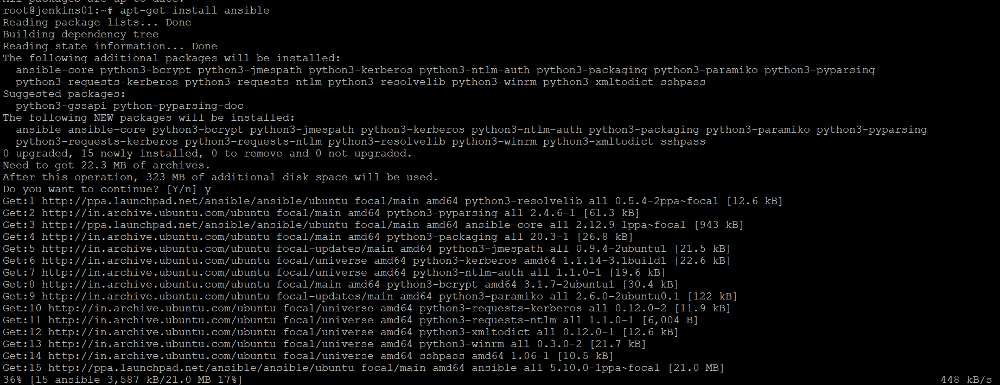 All packages are up to date.
root@jenkins01:~# apt-get install ansible
Reading package lists... Done
Building dependency tree
Reading state information... Done
The following additional packages will be installed:
  ansible-core python3-bcrypt python3-jmespath python3-kerberos python3-ntlm-auth python3-packaging python3-paramiko python3-pyparsing
  python3-requests-kerberos python3-requests-ntlm python3-resolvelib python3-winrm python3-xmltodict sshpass
Suggested packages:
  python3-gssapi python-pyparsing-doc
The following NEW packages will be installed:
  ansible ansible-core python3-bcrypt python3-jmespath python3-kerberos python3-ntlm-auth python3-packaging python3-paramiko python3-pyparsing
  python3-requests-kerberos python3-requests-ntlm python3-resolvelib python3-winrm python3-xmltodict sshpass
0 upgraded, 15 newly installed, 0 to remove and 0 not upgraded.
Need to get 22.3 MB of archives.
After this operation, 323 MB of additional disk space will be used.
Do you want to continue? [Y/n] y
Get:1 http://ppa.launchpad.net/ansible/ansible/ubuntu focal/main amd64 python3-resolvelib all 0.5.4-2ppa~focal [12.6 kB]
Get:2 http://in.archive.ubuntu.com/ubuntu focal/main amd64 python3-pyparsing all 2.4.6-1 [61.3 kB]
Get:3 http://ppa.launchpad.net/ansible/ansible/ubuntu focal/main amd64 ansible-core all 2.12.9-1ppa~focal [943 kB]
Get:4 http://in.archive.ubuntu.com/ubuntu focal/main amd64 python3-packaging all 20.3-1 [26.8 kB]
Get:5 http://in.archive.ubuntu.com/ubuntu focal-updates/main amd64 python3-jmespath all 0.9.4-2ubuntu1 [21.5 kB]
Get:6 http://in.archive.ubuntu.com/ubuntu focal/universe amd64 python3-kerberos amd64 1.1.14-3.1build1 [22.6 kB]
Get:7 http://in.archive.ubuntu.com/ubuntu focal/universe amd64 python3-ntlm-auth all 1.1.0-1 [19.6 kB]
Get:8 http://in.archive.ubuntu.com/ubuntu focal/main amd64 python3-bcrypt amd64 3.1.7-2ubuntu1 [30.4 kB]
Get:9 http://in.archive.ubuntu.com/ubuntu focal-updates/main amd64 python3-paramiko all 2.6.0-2ubuntu0.1 [122 kB]
Get:10 http://in.archive.ubuntu.com/ubuntu focal/universe amd64 python3-requests-kerberos all 0.12.0-2 [11.9 kB]
Get:11 http://in.archive.ubuntu.com/ubuntu focal/universe amd64 python3-requests-ntlm all 1.1.0-1 [6,004 B]
Get:12 http://in.archive.ubuntu.com/ubuntu focal/universe amd64 python3-xmltodict all 0.12.0-1 [12.6 kB]
Get:13 http://in.archive.ubuntu.com/ubuntu focal/universe amd64 python3-winrm all 0.3.0-2 [21.7 kB]
Get:14 http://in.archive.ubuntu.com/ubuntu focal/universe amd64 sshpass amd64 1.06-1 [10.5 kB]
Get:15 http://ppa.launchpad.net/ansible/ansible/ubuntu focal/main amd64 ansible all 5.10.0-1ppa~focal [21.0 MB]
36% [15 ansible 3,587 kB/21.0 MB 17%] 448 kB/s